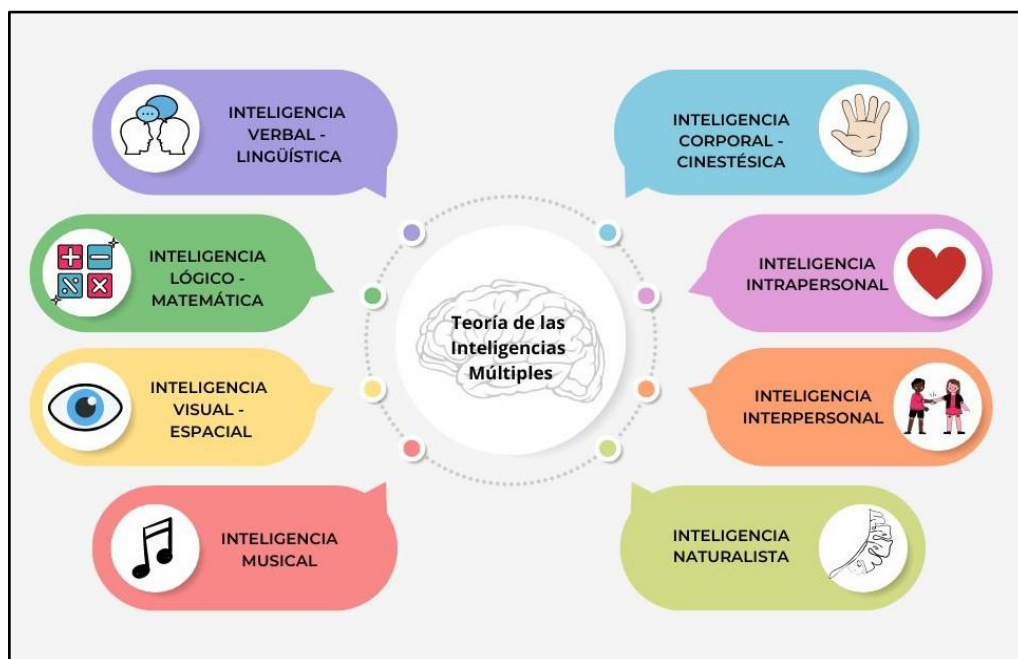 INTELIGENCIA
VERBAL -
LINGÜÍSTICA
INTELIGENCIA
LÓGICO -
MATEMÁTICA
INTELIGENCIA
VISUAL -
ESPACIAL
INTELIGENCIA
MUSICAL
Teoría de las
Inteligencias
Múltiples
INTELIGENCIA
CORPORAL -
CINESTÉSICA
INTELIGENCIA
INTRAPERSONAL
INTELIGENCIA
INTERPERSONAL
INTELIGENCIA
NATURALISTA